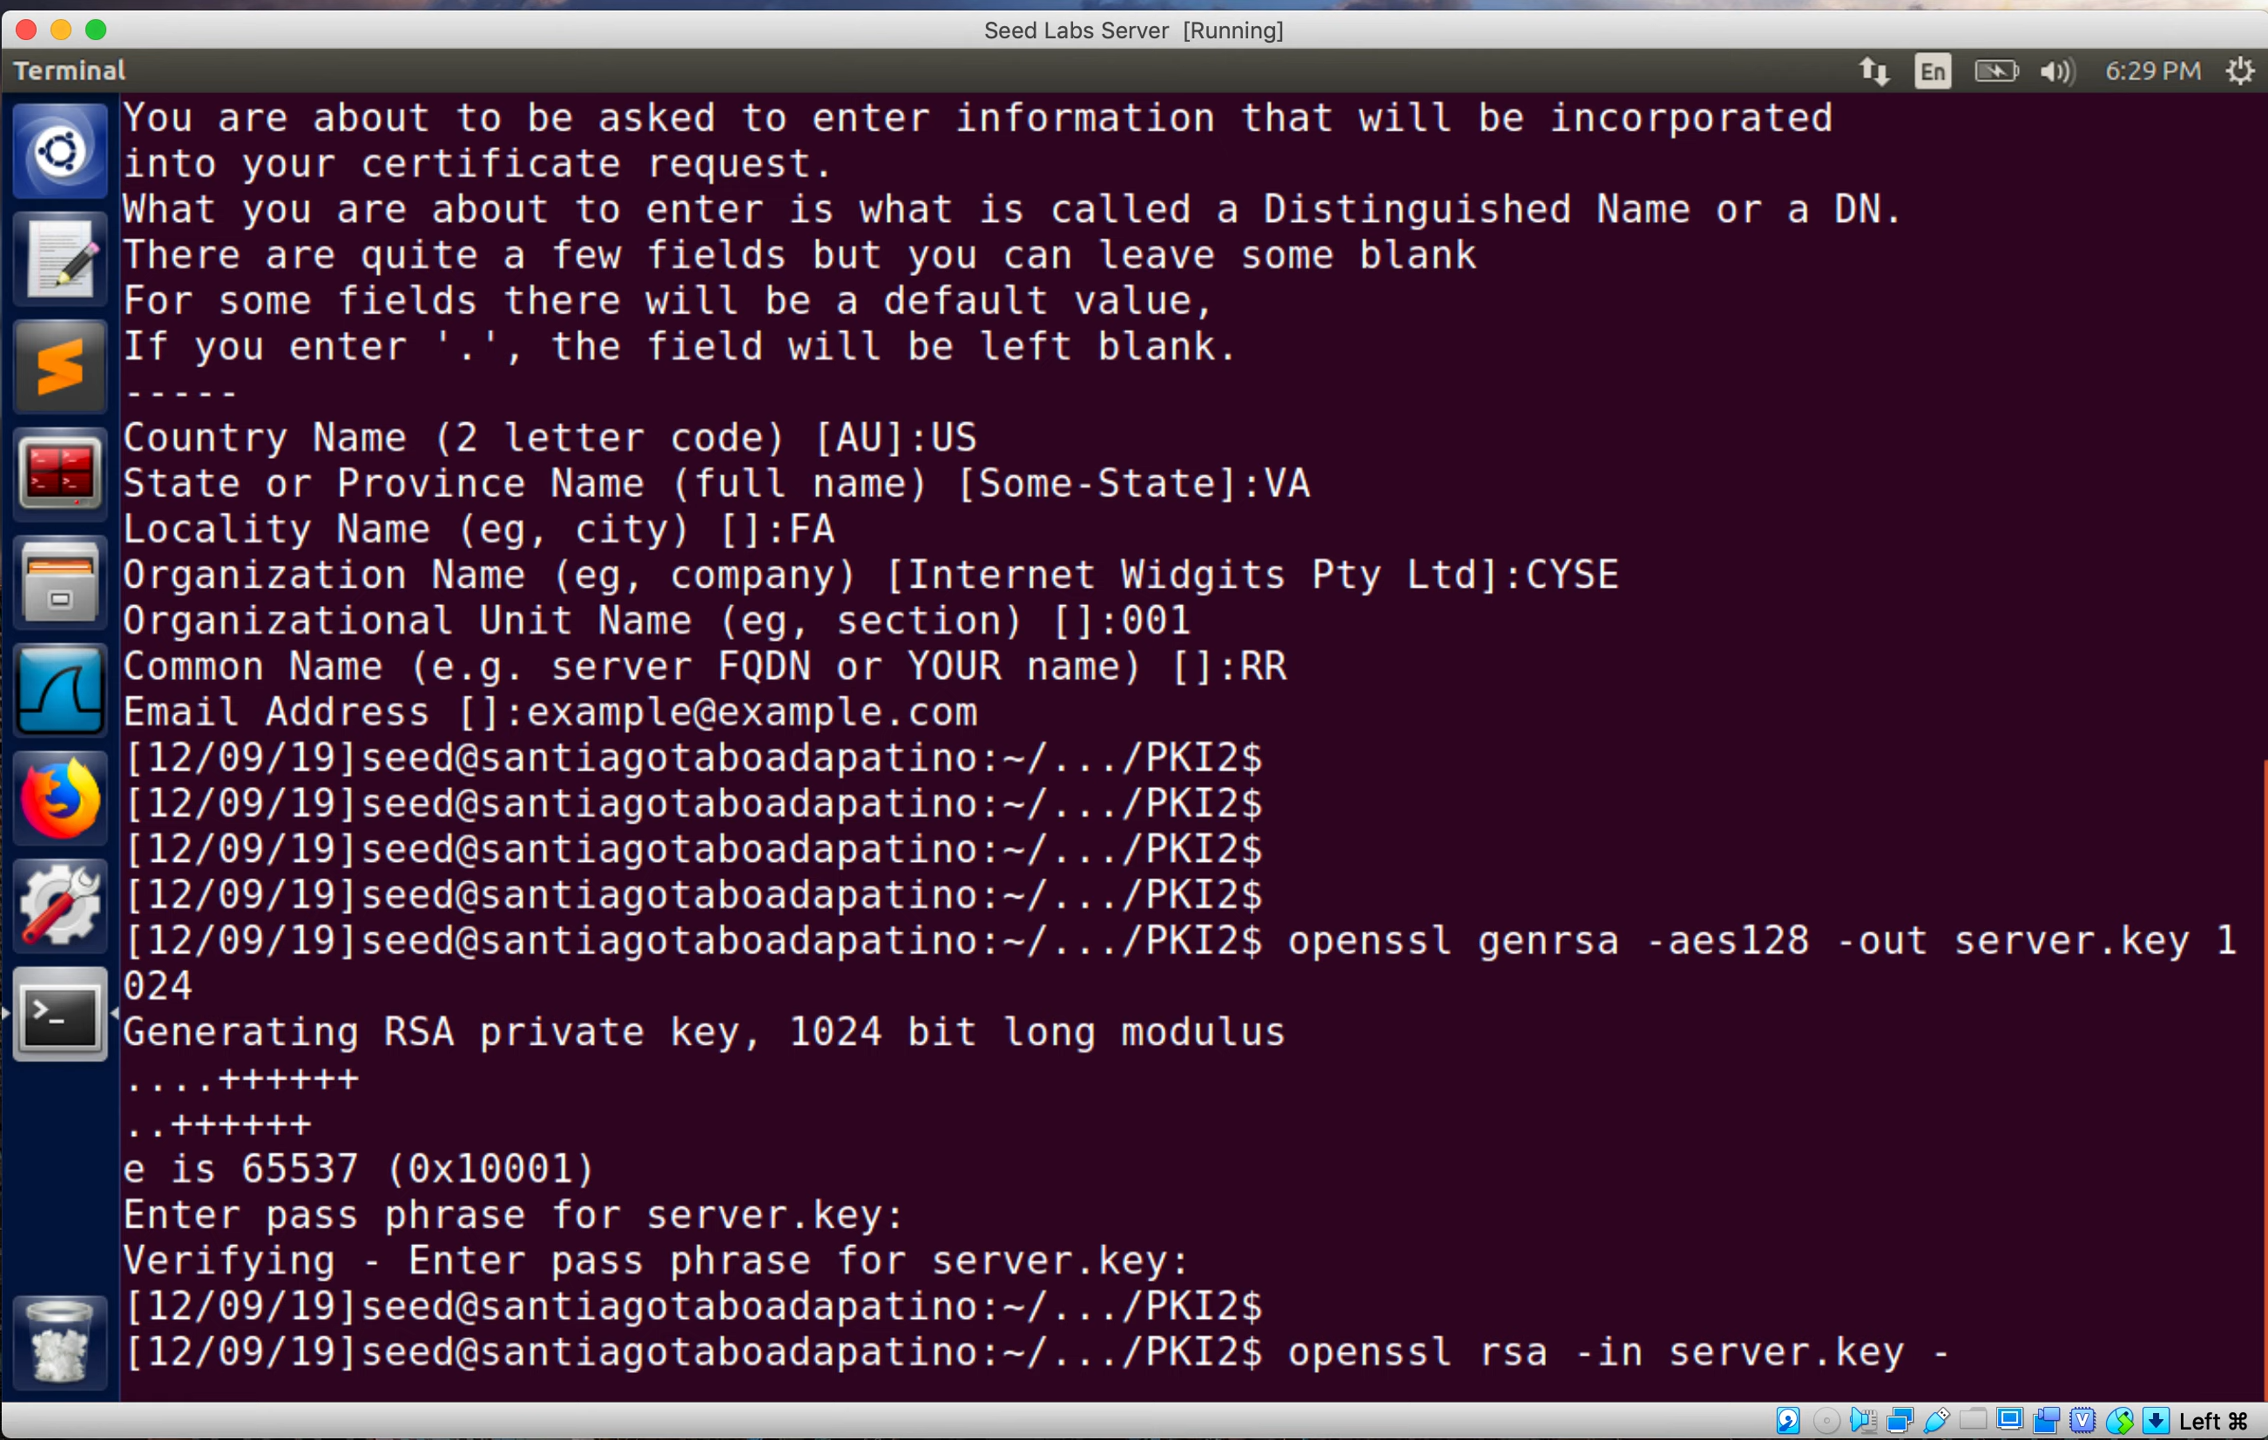 Seed Labs Server [Running]
Terminal
En
6:29 PM
You are about to be asked to enter information that will be incorporated
into your certificate request.
What you are about to enter is what is called a Distinguished Name or a DN.
There are quite a few fields but you can leave some blank
For some fields there will be a default value,
If you enter '.', the field will be left blank.
-----
Country Name (2 letter code) [AU]:US
State or Province Name (full name) [Some-State]:VA
Locality Name (eg, city) []:FA
Organization Name (eg, company) [Internet Widgits Pty Ltd]:CYSE
Organizational Unit Name (eg, section) []:001
Common Name (e.g. server FQDN or YOUR name) []:RR
Email Address []:example@example.com
[12/09/19]seed@santiagotaboadapatino:~/.../PKI2$
[12/09/19]seed@santiagotaboadapatino:~/.../PKI2$
[12/09/19]seed@santiagotaboadapatino:~/.../PKI2$
[12/09/19]seed@santiagotaboadapatino:~/.../PKI2$
[12/09/19]seed@santiagotaboadapatino:~/.../PKI2$ openssl genrsa -aes128 -out server.key 1
024
Generating RSA private key, 1024 bit long modulus
....++++++
..++++++
e is 65537 (0x10001)
Enter pass phrase for server.key:
Verifying - Enter pass phrase for server.key:
[12/09/19]seed@santiagotaboadapatino:~/.../PKI2$
[12/09/19]seed@santiagotaboadapatino:~/.../PKI2$ openssl rsa -in server.key -
Left ⌘